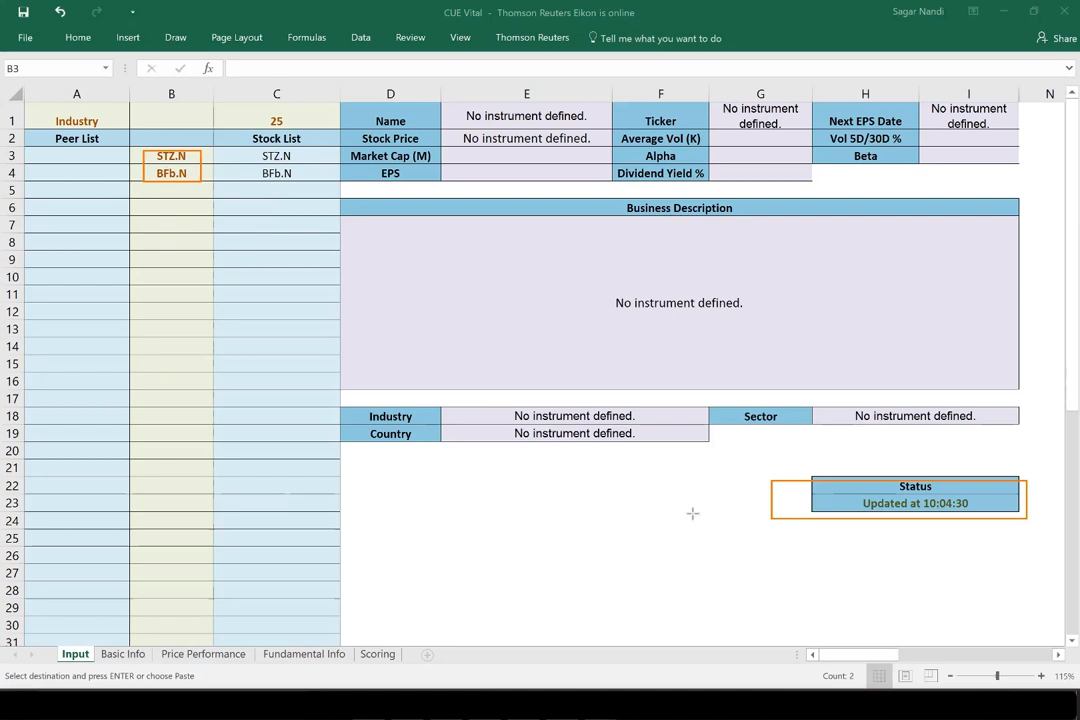 CUE Vital - Thomson Reuters Eikon is online
Sagar Nandi
File Home Insert Draw Page Layout Formulas Data Review View Thomson Reuters Tell me what you want to do Share
B3 fx
A B C D E F G H I N
1 Industry 25 Name No instrument defined. Ticker No instrument defined. Next EPS Date No instrument defined.
2 Peer List Stock List Stock Price No instrument defined. Average Vol (K) Vol 5D/30D %
3 STZ.N STZ.N Market Cap (M) Alpha Beta
4 BFb.N BFb.N EPS Dividend Yield %
5
6 Business Description
7
8
9
10
11 No instrument defined.
12
13
14
15
16
17
18 Industry No instrument defined. Sector No instrument defined.
19 Country No instrument defined.
20
21
22 Status
23 Updated at 10:04:30
24
25
26
27
28
29
30
31
Input Basic Info Price Performance Fundamental Info Scoring
Select destination and press ENTER or choose Paste Count: 2 115%